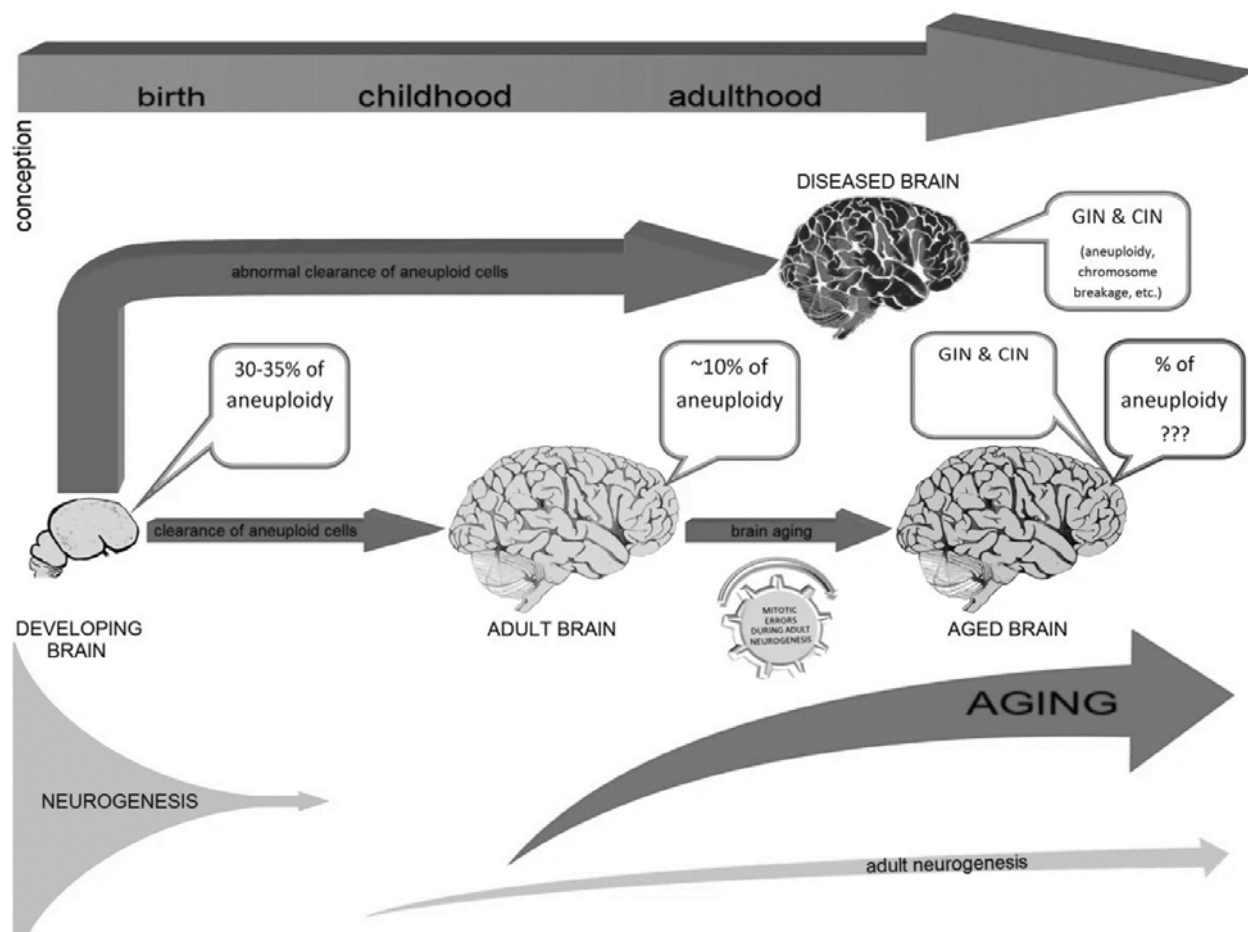 birth childhood adulthood
conception
DISEASED BRAIN
GIN & CIN
(aneuploidy,
chromosome
breakage, etc.)
abnormal clearance of aneuploid cells
30-35% of
aneuploidy
~10% of
aneuploidy
GIN & CIN
% of
aneuploidy
???
clearance of aneuploid cells
brain aging
MITOTIC
ERRORS
DURING ADULT
NEUROGENESIS
DEVELOPING
BRAIN
ADULT BRAIN
AGED BRAIN
AGING
NEUROGENESIS
adult neurogenesis